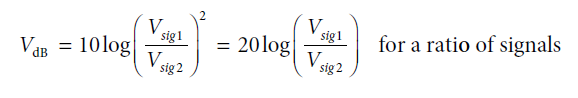 V_dB = 10 log(V_sig1 / V_sig2)^2 = 20 log(V_sig1 / V_sig2) for a ratio of signals